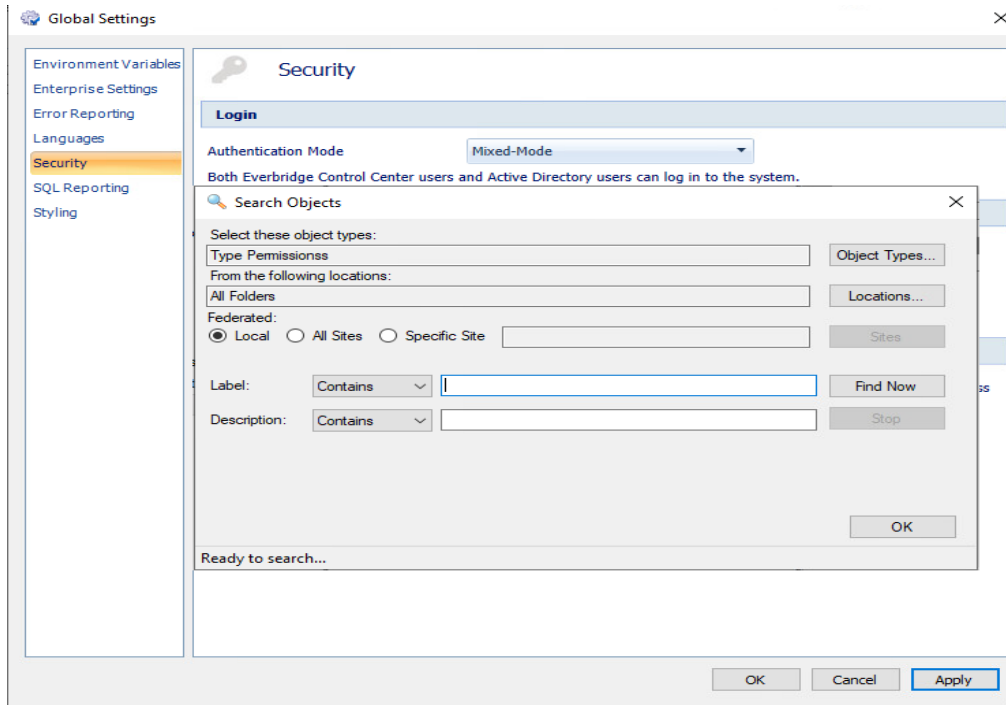 Global Settings
Environment Variables
Enterprise Settings
Error Reporting
Languages
Security
SQL Reporting
Styling
Security
Login
Authentication Mode Mixed-Mode
Both Everbridge Control Center users and Active Directory users can log in to the system.
Search Objects
Select these object types:
Type Permissionss Object Types...
From the following locations:
All Folders Locations...
Federated:
Local All Sites Specific Site Sites
Label: Contains Find Now
ss
Description: Contains Stop
OK
Ready to search...
OK Cancel Apply